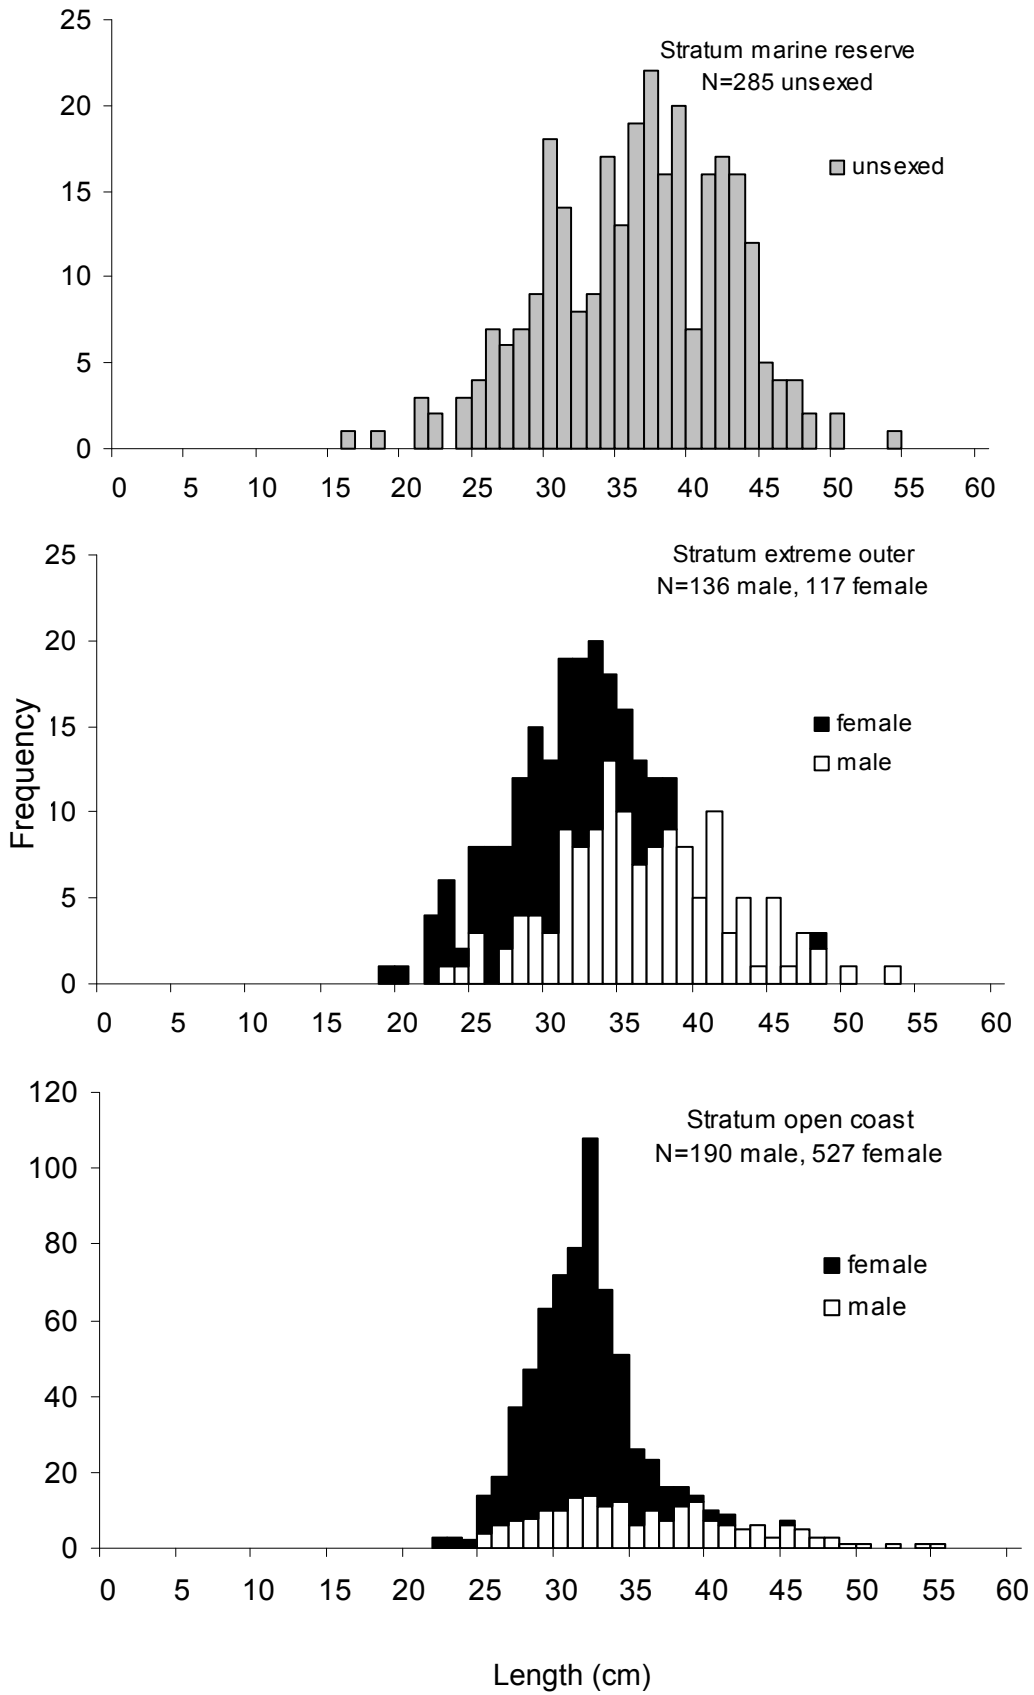 25
20
15
10
5
0
Stratum marine reserve
N=285 unsexed
unsexed
0 5 10 15 20 25 30 35 40 45 50 55 60
Frequency
25
20
15
10
5
0
Stratum extreme outer
N=136 male, 117 female
female
male
0 5 10 15 20 25 30 35 40 45 50 55 60
120
100
80
60
40
20
0
Stratum open coast
N=190 male, 527 female
female
male
0 5 10 15 20 25 30 35 40 45 50 55 60
Length (cm)